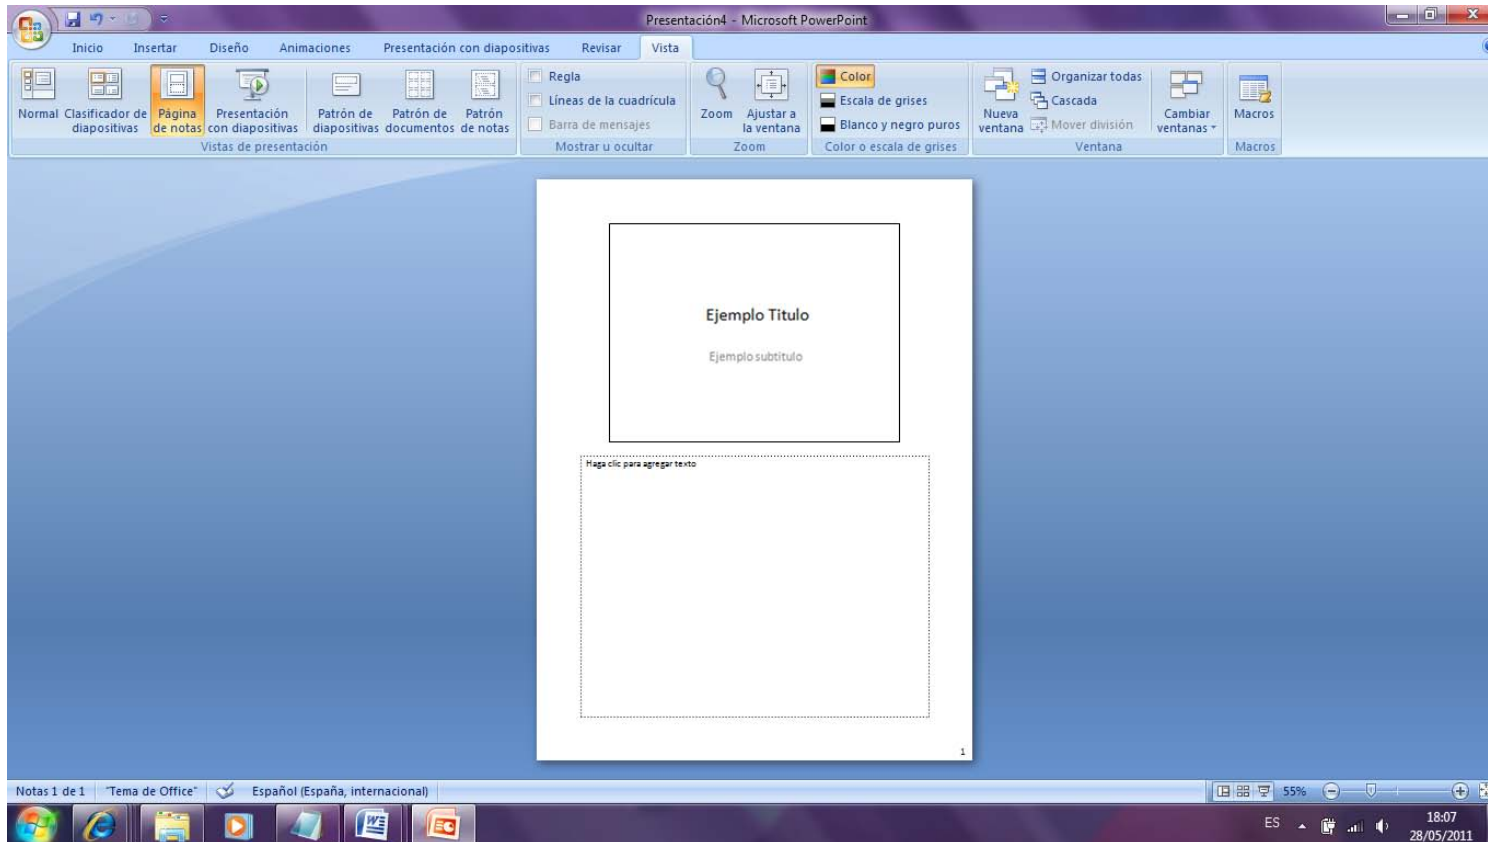 Presentación4 - Microsoft PowerPoint
Inicio Insertar Diseño Animaciones Presentación con diapositivas Revisar Vista
Normal
Clasificador de
diapositivas
Página
de notas
Presentación
con diapositivas
Patrón de
diapositivas
Patrón de
documentos
Patrón
de notas
Vistas de presentación
Regla
Líneas de la cuadrícula
Barra de mensajes
Mostrar u ocultar
Zoom
Ajustar a
la ventana
Zoom
Color
Escala de grises
Blanco y negro puros
Color o escala de grises
Nueva
ventana
Organizar todas
Cascada
Mover división
Cambiar
ventanas
Ventana
Macros
Macros
Ejemplo Titulo
Ejemplo subtitulo
Haga clic para agregar texto
1
Notas 1 de 1 "Tema de Office" Español (España, internacional) 55%
ES 18:07
28/05/2011